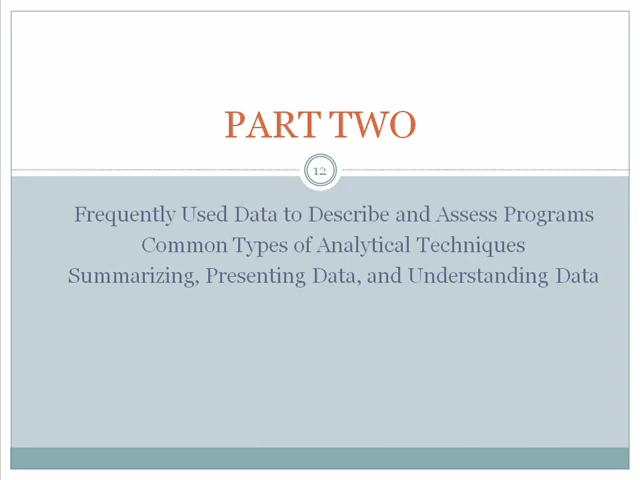 PART TWO
12
Frequently Used Data to Describe and Assess Programs
Common Types of Analytical Techniques
Summarizing, Presenting Data, and Understanding Data